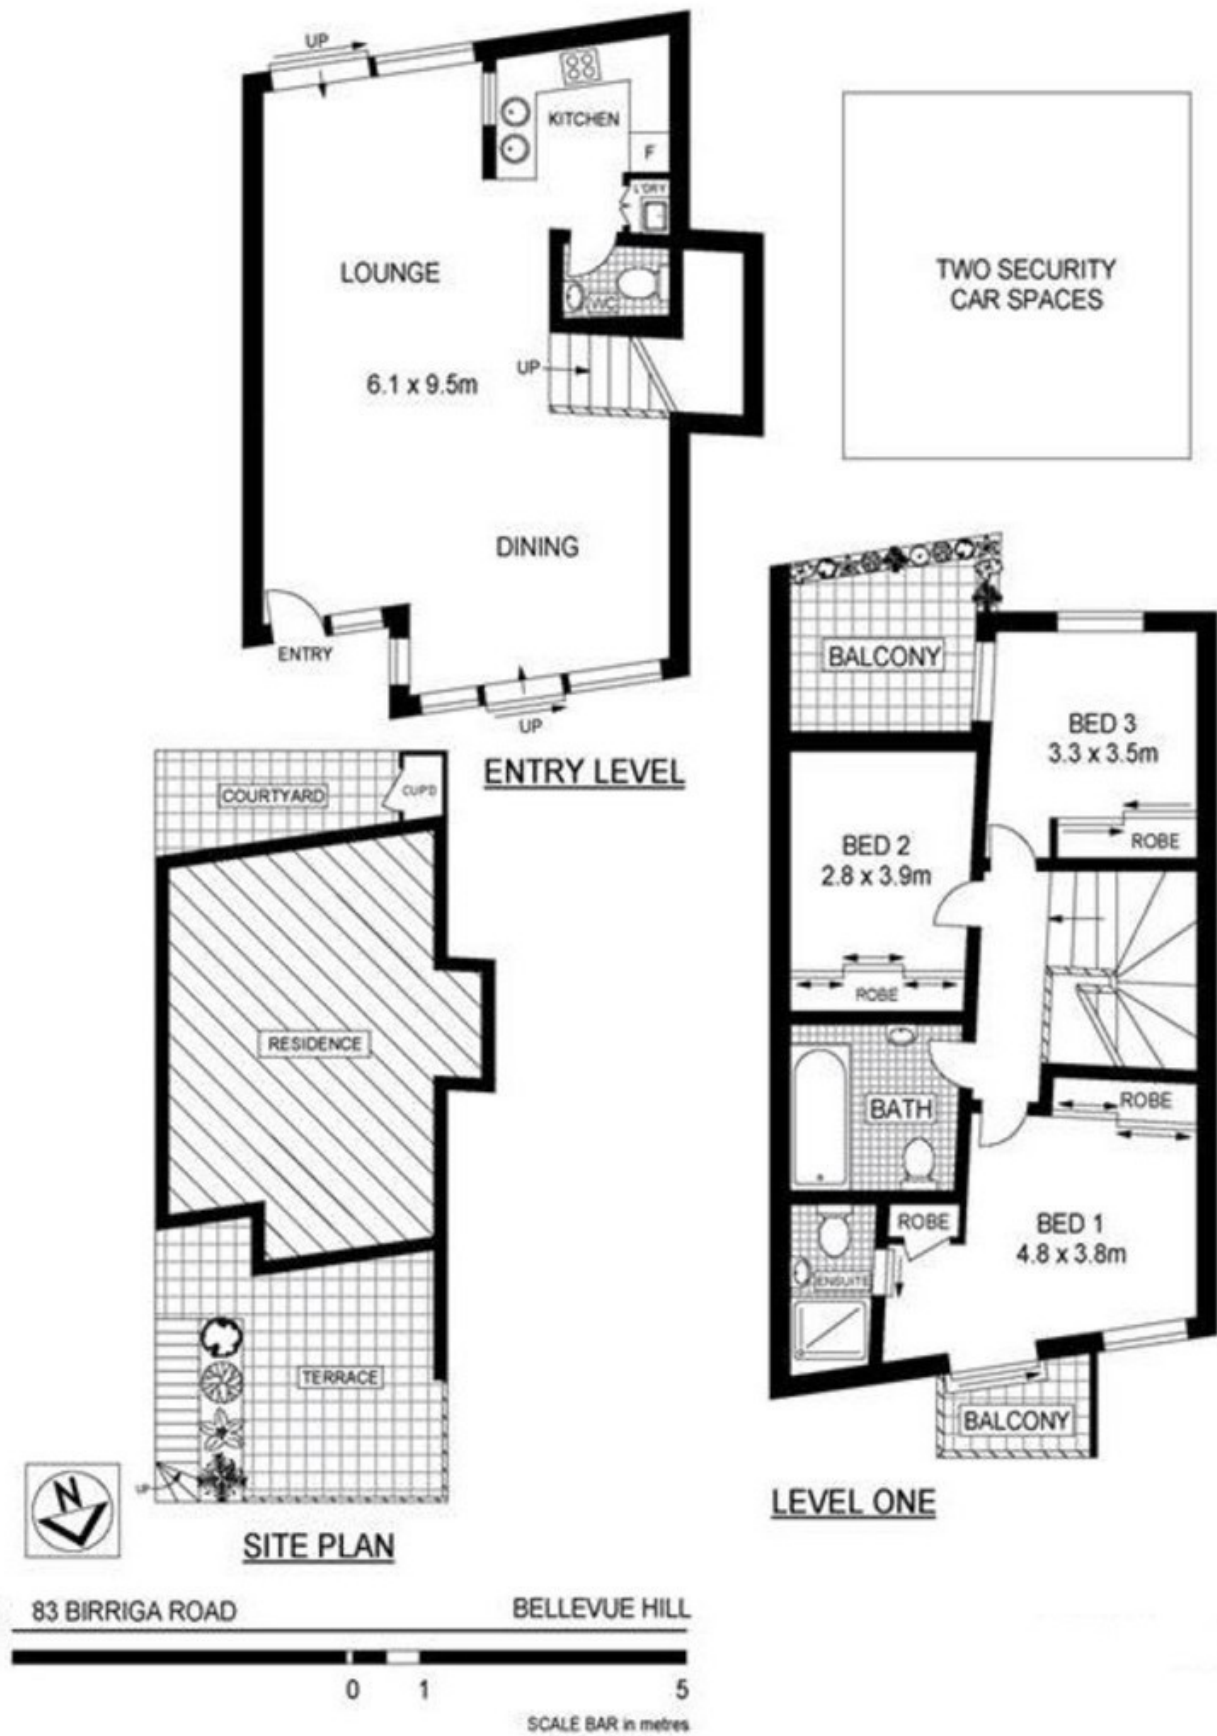 UP
KITCHEN
F
L'DRY
LOUNGE
WC
UP
6.1 x 9.5m
DINING
ENTRY
UP
ENTRY LEVEL
TWO SECURITY
CAR SPACES
COURTYARD
CUP'D
RESIDENCE
TERRACE
UP
N
SITE PLAN
BALCONY
BED 3
3.3 x 3.5m
ROBE
BED 2
2.8 x 3.9m
ROBE
BATH
ROBE
ROBE
BED 1
4.8 x 3.8m
ENSUITE
BALCONY
LEVEL ONE
83 BIRRIGA ROAD
BELLEVUE HILL
0 1 5
SCALE BAR in metres